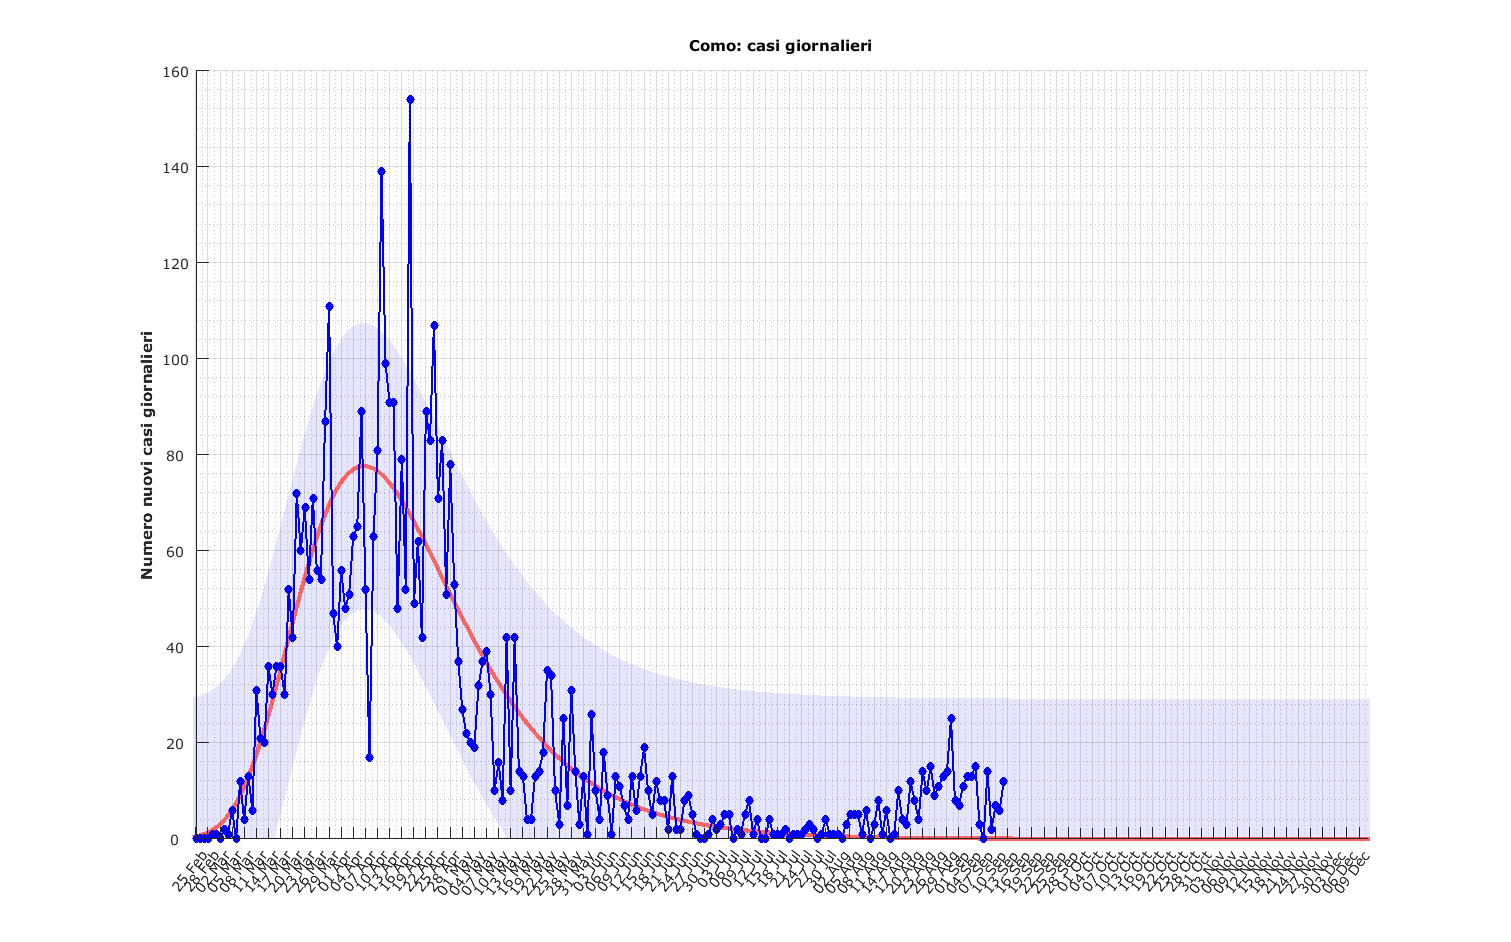 Como: casi giornalieri
Numero nuovi casi giornalieri
160
140
120
100
80
60
40
20
0
25 Feb
28 Feb
02 Mar
05 Mar
08 Mar
11 Mar
14 Mar
17 Mar
20 Mar
23 Mar
26 Mar
29 Mar
01 Apr
04 Apr
07 Apr
10 Apr
13 Apr
16 Apr
19 Apr
22 Apr
25 Apr
28 Apr
01 May
04 May
07 May
10 May
13 May
16 May
19 May
22 May
25 May
28 May
31 May
03 Jun
06 Jun
09 Jun
12 Jun
15 Jun
18 Jun
21 Jun
24 Jun
27 Jun
30 Jun
03 Jul
06 Jul
09 Jul
12 Jul
15 Jul
18 Jul
21 Jul
24 Jul
27 Jul
30 Jul
02 Aug
05 Aug
08 Aug
11 Aug
14 Aug
17 Aug
20 Aug
23 Aug
26 Aug
29 Aug
01 Sep
04 Sep
07 Sep
10 Sep
13 Sep
16 Sep
19 Sep
22 Sep
25 Sep
28 Sep
01 Oct
04 Oct
07 Oct
10 Oct
13 Oct
16 Oct
19 Oct
22 Oct
25 Oct
28 Oct
31 Oct
03 Nov
06 Nov
09 Nov
12 Nov
15 Nov
18 Nov
21 Nov
24 Nov
27 Nov
30 Nov
03 Dec
06 Dec
09 Dec